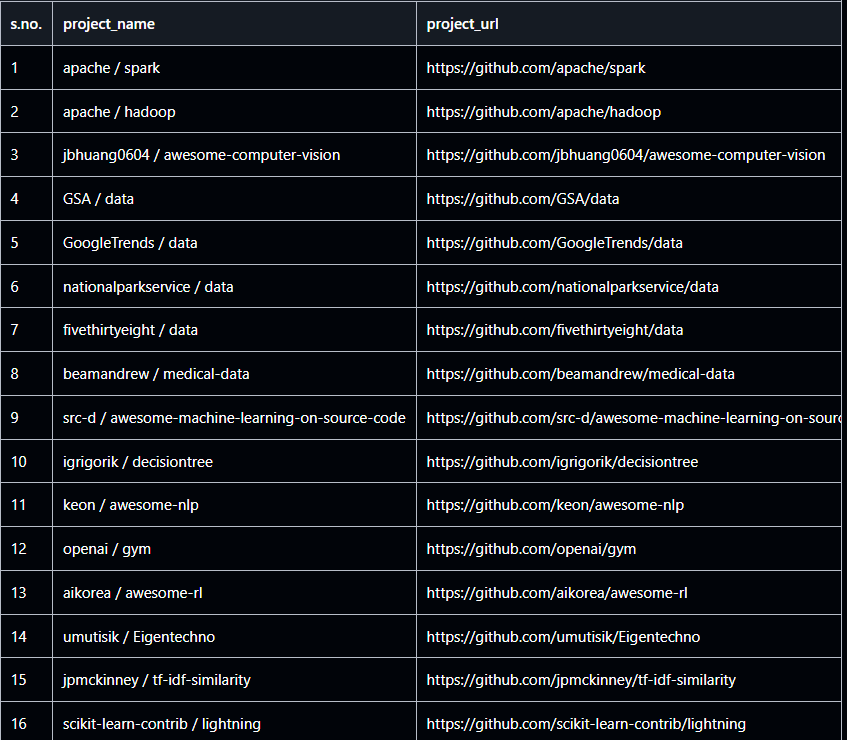 s.no. project_name project_url
1 apache / spark https://github.com/apache/spark
2 apache / hadoop https://github.com/apache/hadoop
3 jbhuang0604 / awesome-computer-vision https://github.com/jbhuang0604/awesome-computer-vision
4 GSA / data https://github.com/GSA/data
5 GoogleTrends / data https://github.com/GoogleTrends/data
6 nationalparkservice / data https://github.com/nationalparkservice/data
7 fivethirtyeight / data https://github.com/fivethirtyeight/data
8 beamandrew / medical-data https://github.com/beamandrew/medical-data
9 src-d / awesome-machine-learning-on-source-code https://github.com/src-d/awesome-machine-learning-on-sourc
10 igrigorik / decisiontree https://github.com/igrigorik/decisiontree
11 keon / awesome-nlp https://github.com/keon/awesome-nlp
12 openai / gym https://github.com/openai/gym
13 aikorea / awesome-rl https://github.com/aikorea/awesome-rl
14 umutisik / Eigentechno https://github.com/umutisik/Eigentechno
15 jpmckinney / tf-idf-similarity https://github.com/jpmckinney/tf-idf-similarity
16 scikit-learn-contrib / lightning https://github.com/scikit-learn-contrib/lightning